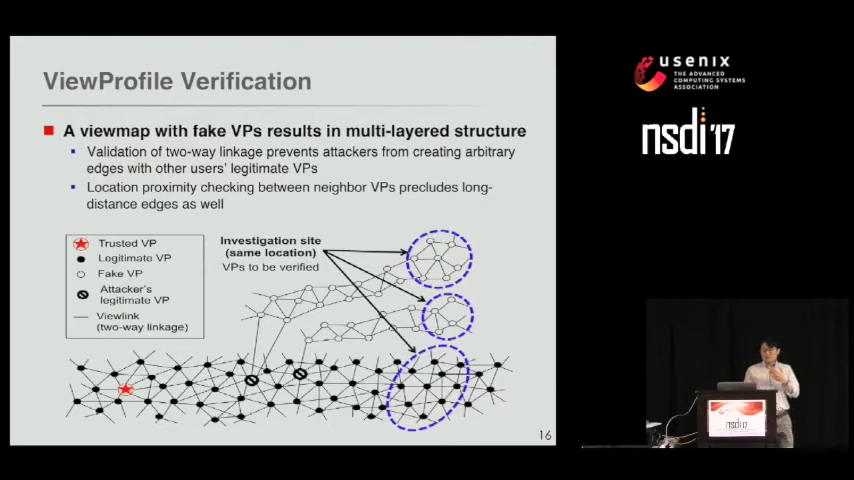 ViewProfile Verification
A viewmap with fake VPs results in multi-layered structure
Validation of two-way linkage prevents attackers from creating arbitrary
edges with other users' legitimate VPs
Location proximity checking between neighbor VPs precludes long-
distance edges as well
Trusted VP
Legitimate VP
Fake VP
Attacker's
legitimate VP
Viewlink
(two-way linkage)
Investigation site
(same location)
VPs to be verified
16
usenix
THE ADVANCED
COMPUTING SYSTEMS
ASSOCIATION
nsdi '17
nsdi '17